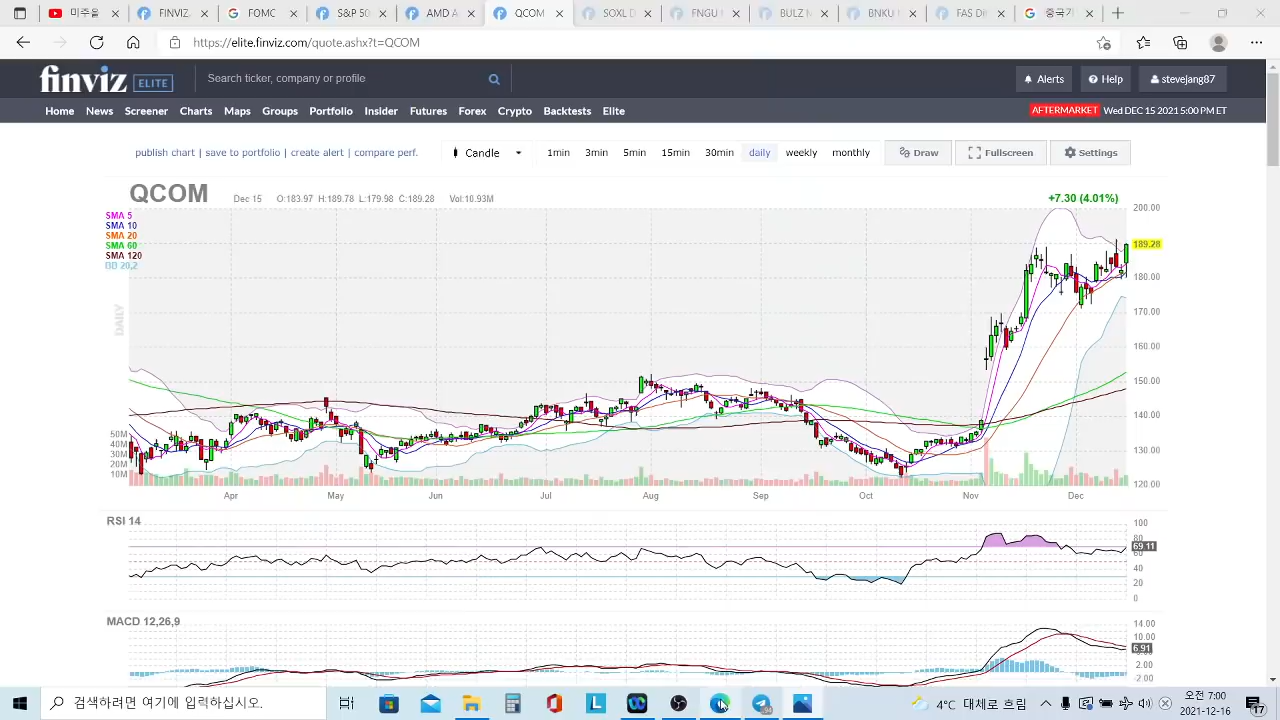 FINVIZ
미주은
FOMC
S&P 50
AMD A
QCOM
SOXL D
FNGU
BULZ N
BNKU
FAS D
중국7
https://elite.finviz.com/quote.ashx?t=QCOM
finviz ELITE
Search ticker, company or profile
Alerts
Help
stevejang87
Home News Screener Charts Maps Groups Portfolio Insider Futures Forex Crypto Backtests Elite
AFTERMARKET Wed DEC 15 2021 5:00 PM ET
publish chart | save to portfolio | create alert | compare perf.
Candle
1min 3min 5min 15min 30min daily weekly monthly
Draw
Fullscreen
Settings
QCOM Dec 15 O:183.97 H:189.78 L:179.98 C:189.28 Vol:10.93M
+7.30 (4.01%)
SMA 5
SMA 10
SMA 20
SMA 60
SMA 120
BB 20,2
DAILY
200.00
189.28
180.00
170.00
160.00
150.00
140.00
130.00
120.00
50M
40M
30M
20M
10M
Apr May Jun Jul Aug Sep Oct Nov Dec
RSI 14
100
80
69.11
60
40
20
0
MACD 12,26,9
14.00
10.00
6.91
2.00
-2.00
검색하려면 여기에 입력하십시오.
4°C 대체로 흐림
오전 7:00
2021-12-16
17